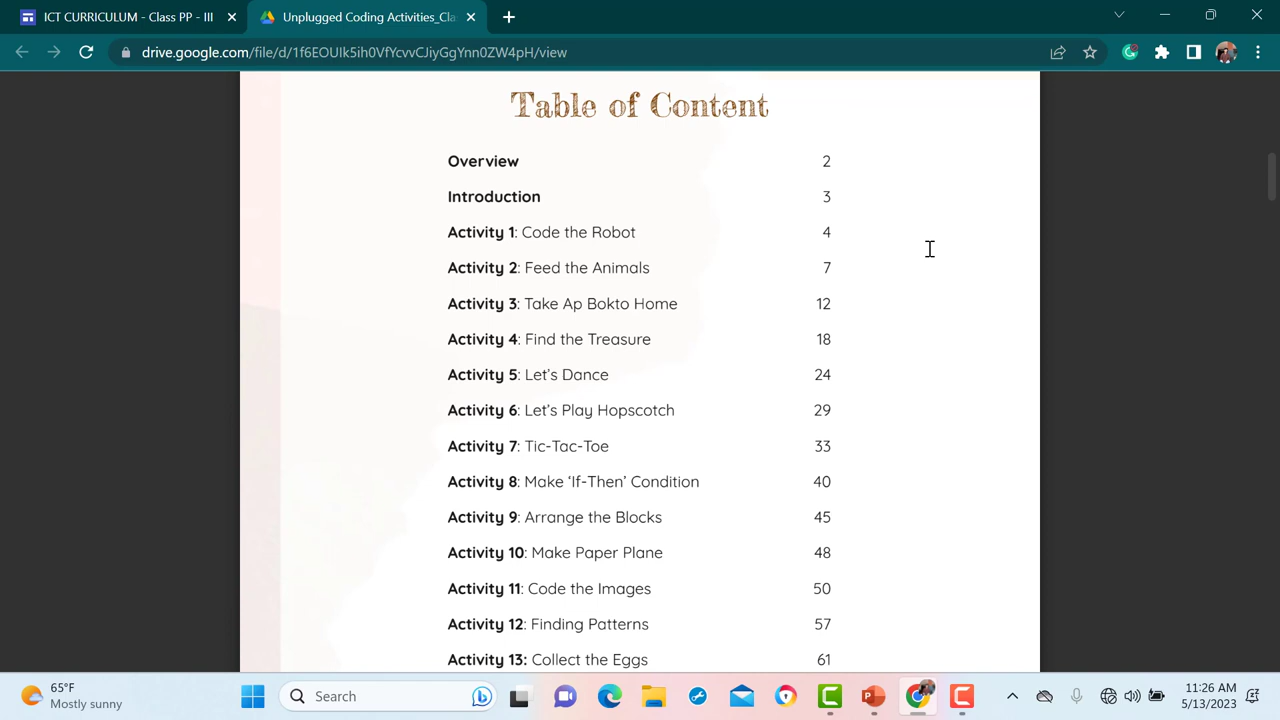 ICT CURRICULUM - Class PP - III
Unplugged Coding Activities_Cla
drive.google.com/file/d/1f6EOUIk5ih0VfYcvvCJiyGgYnn0ZW4pH/view
Table of Content
Overview 2
Introduction 3
Activity 1: Code the Robot 4
Activity 2: Feed the Animals 7
Activity 3: Take Ap Bokto Home 12
Activity 4: Find the Treasure 18
Activity 5: Let's Dance 24
Activity 6: Let's Play Hopscotch 29
Activity 7: Tic-Tac-Toe 33
Activity 8: Make ‘If-Then’ Condition 40
Activity 9: Arrange the Blocks 45
Activity 10: Make Paper Plane 48
Activity 11: Code the Images 50
Activity 12: Finding Patterns 57
Activity 13: Collect the Eggs 61
65°F
Mostly sunny
Search
11:26 AM
5/13/2023